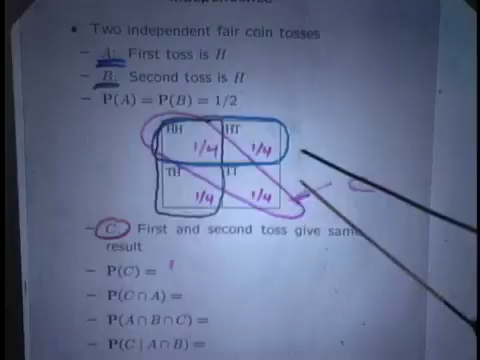 • Two independent fair coin tosses
– A: First toss is H
– B: Second toss is H
– P(A) = P(B) = 1/2
HH HT
1/4 1/4
TH TT
1/4 1/4
– C: First and second toss give same
result
– P(C) =
– P(C ∩ A) =
– P(A ∩ B ∩ C) =
– P(C | A ∩ B) =